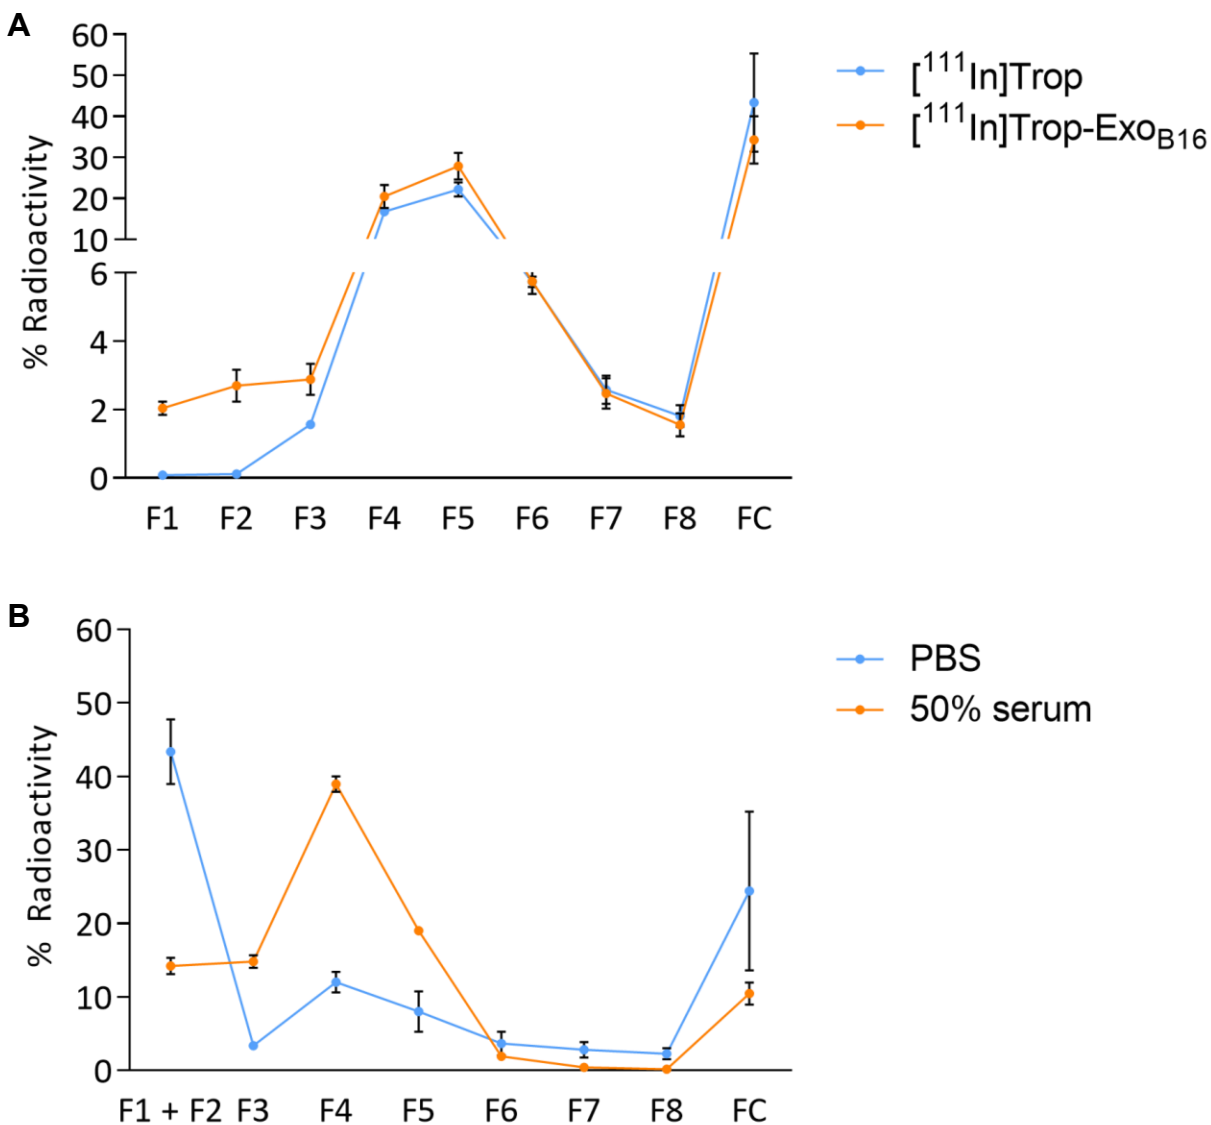 A
60
50
40
30
20
10
6
4
2
0
% Radioactivity
F1 F2 F3 F4 F5 F6 F7 F8 FC
[¹¹¹In]Trop
[¹¹¹In]Trop-Exo_B16
B
60
50
40
30
20
10
0
% Radioactivity
F1 + F2 F3 F4 F5 F6 F7 F8 FC
PBS
50% serum